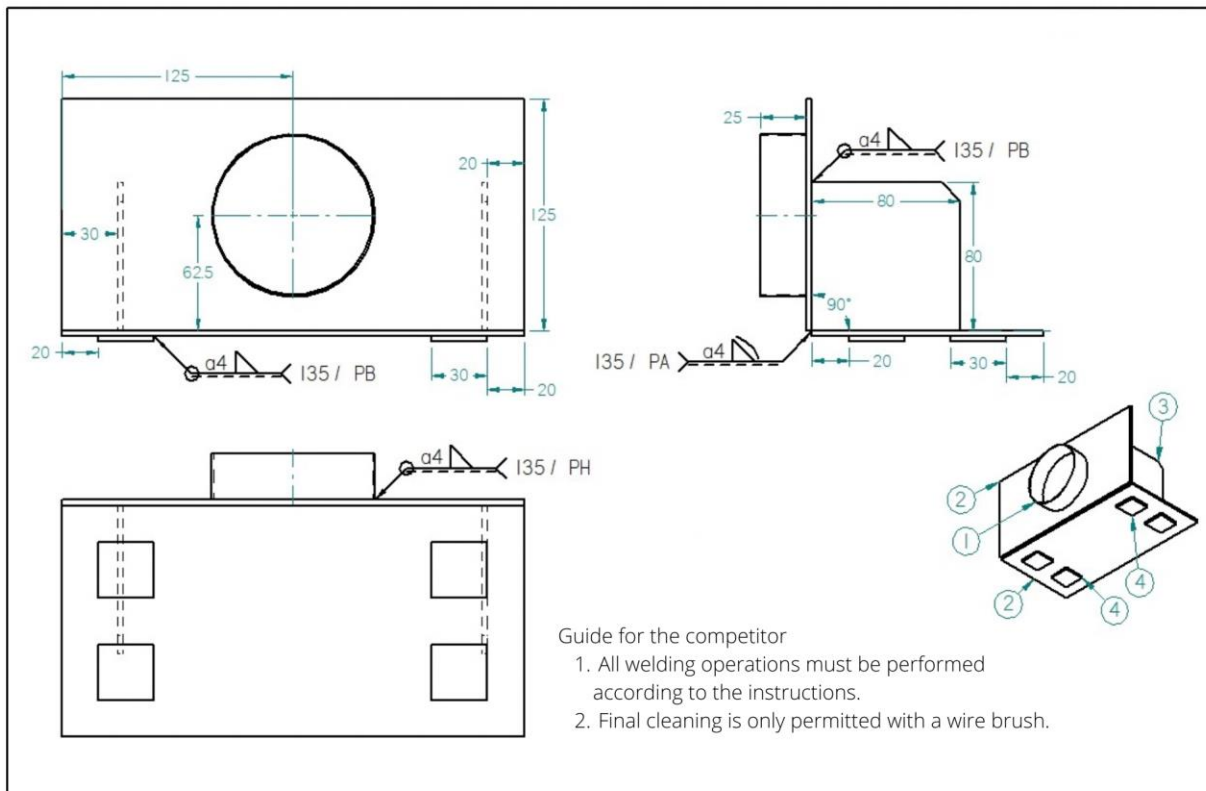 125
20
125
30
62.5
20
a4 135 / PB
30
20
25
a4 135 / PB
80
80
90°
135 / PA a4
20
30
20
a4 135 / PH
3
2
1
4
2
4
Guide for the competitor
1. All welding operations must be performed
according to the instructions.
2. Final cleaning is only permitted with a wire brush.